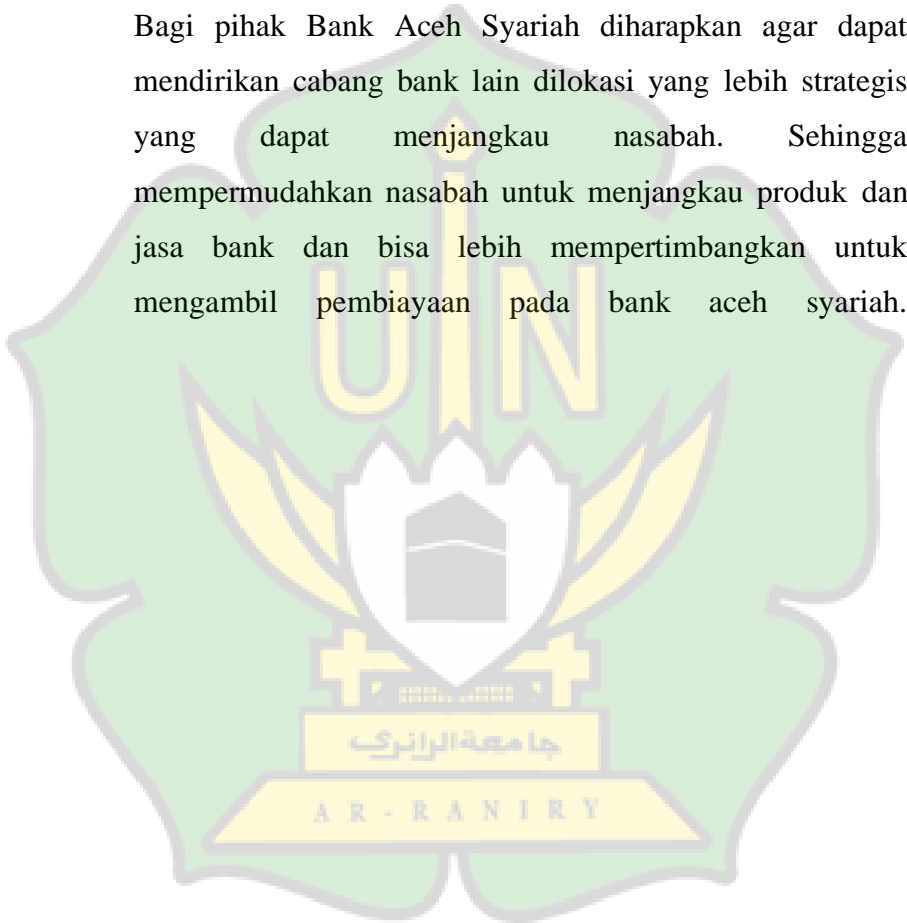 Bagi pihak Bank Aceh Syariah diharapkan agar dapat
mendirikan cabang bank lain dilokasi yang lebih strategis
yang dapat menjangkau nasabah. Sehingga
mempermudahkan nasabah untuk menjangkau produk dan
jasa bank dan bisa lebih mempertimbangkan untuk
mengambil pembiayaan pada bank aceh syariah.
UIN
جامعة الرانري
AR-RANIRY